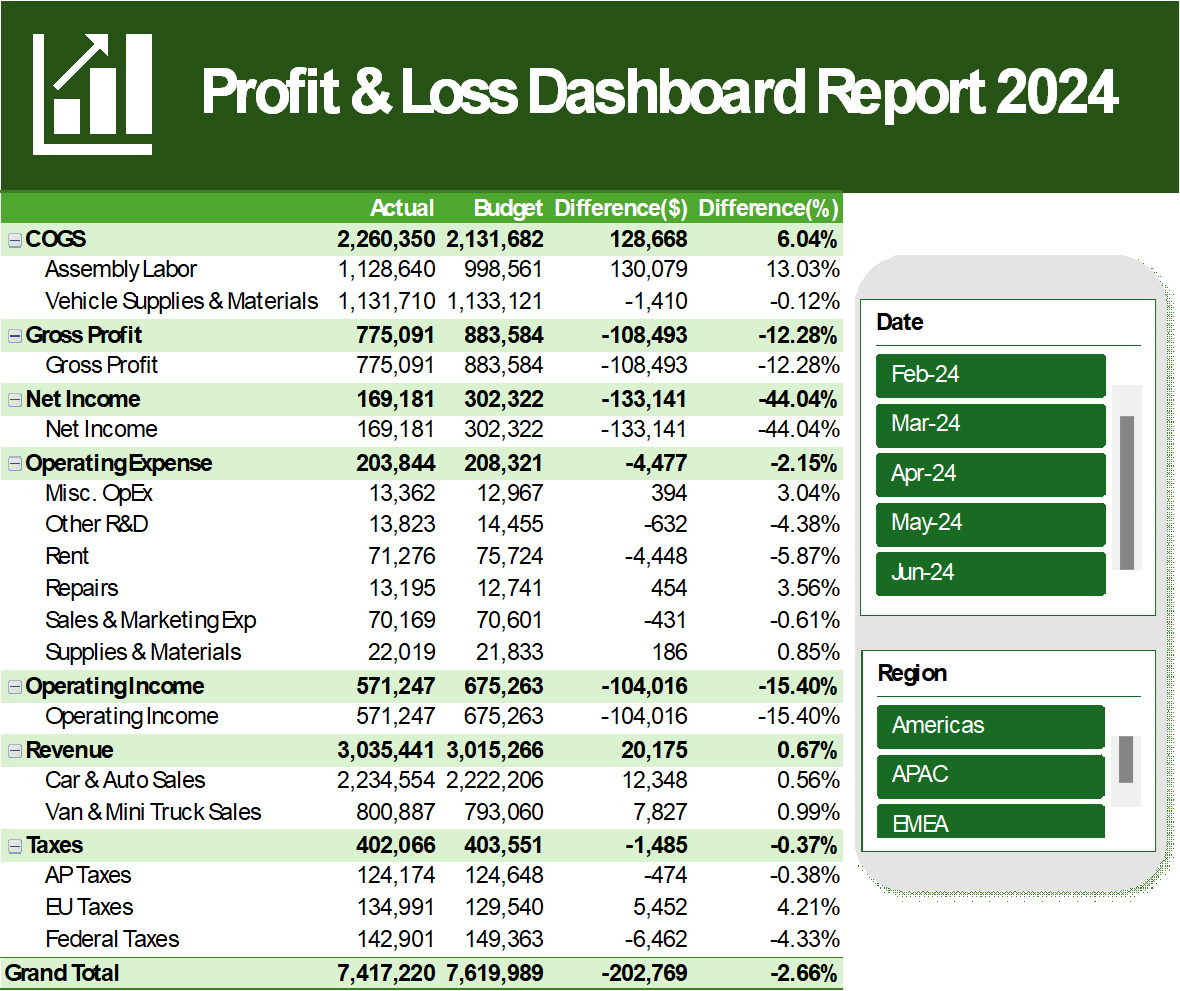 Profit & Loss Dashboard Report 2024
Actual Budget Difference($) Difference(%)
COGS 2,260,350 2,131,682 128,668 6.04%
Assembly Labor 1,128,640 998,561 130,079 13.03%
Vehicle Supplies & Materials 1,131,710 1,133,121 -1,410 -0.12%
Gross Profit 775,091 883,584 -108,493 -12.28%
Gross Profit 775,091 883,584 -108,493 -12.28%
Net Income 169,181 302,322 -133,141 -44.04%
Net Income 169,181 302,322 -133,141 -44.04%
Operating Expense 203,844 208,321 -4,477 -2.15%
Misc. OpEx 13,362 12,967 394 3.04%
Other R&D 13,823 14,455 -632 -4.38%
Rent 71,276 75,724 -4,448 -5.87%
Repairs 13,195 12,741 454 3.56%
Sales & Marketing Exp 70,169 70,601 -431 -0.61%
Supplies & Materials 22,019 21,833 186 0.85%
Operating Income 571,247 675,263 -104,016 -15.40%
Operating Income 571,247 675,263 -104,016 -15.40%
Revenue 3,035,441 3,015,266 20,175 0.67%
Car & Auto Sales 2,234,554 2,222,206 12,348 0.56%
Van & Mini Truck Sales 800,887 793,060 7,827 0.99%
Taxes 402,066 403,551 -1,485 -0.37%
AP Taxes 124,174 124,648 -474 -0.38%
EU Taxes 134,991 129,540 5,452 4.21%
Federal Taxes 142,901 149,363 -6,462 -4.33%
Grand Total 7,417,220 7,619,989 -202,769 -2.66%
Date
Feb-24
Mar-24
Apr-24
May-24
Jun-24
Region
Americas
APAC
EMEA